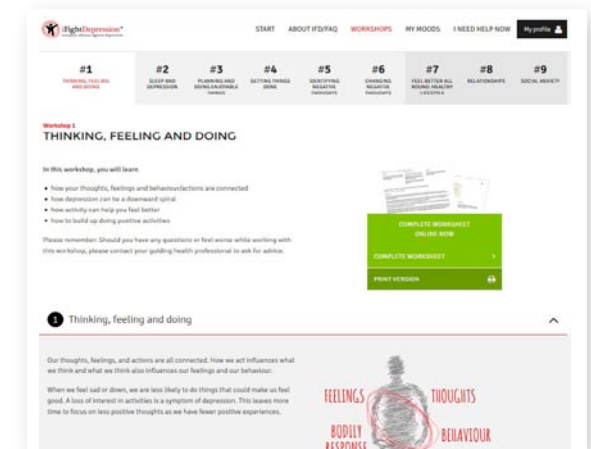 iFightDepression®
START ABOUT IFD/FAQ WORKSHOPS MY MOODS I NEED HELP NOW My profile
#1 #2 #3 #4 #5 #6 #7 #8 #9
THINKING, FEELING AND DOING
SLEEP AND DEPRESSION
PLANNING AND DOING ENJOYABLE THINGS
GETTING THINGS DONE
IDENTIFYING NEGATIVE THOUGHTS
CHANGING NEGATIVE THOUGHTS
FEEL BETTER ALL ROUND: HEALTHY LIFESTYLE
RELATIONSHIPS
SOCIAL ANXIETY
Workshop 1
THINKING, FEELING AND DOING
In this workshop, you will learn
• how your thoughts, feelings and behaviour/actions are connected
• how depression can be a downward spiral
• how activity can help you feel better
• how to build up doing positive activities
Please remember: Should you have any questions or feel worse while working with
this workshop, please contact your guiding health professional to ask for advice.
COMPLETE WORKSHEET
ONLINE NOW
COMPLETE WORKSHEET >
PRINT VERSION
1 Thinking, feeling and doing
Our thoughts, feelings, and actions are all connected. How we act influences what
we think and what we think also influences our feelings and our behaviour.
When we feel sad or down, we are less likely to do things that could make us feel
good. A loss of interest in activities is a symptom of depression. This leaves more
time to focus on less positive thoughts as we have fewer positive experiences.
FEELINGS THOUGHTS
BODILY BEHAVIOUR
RESPONSE